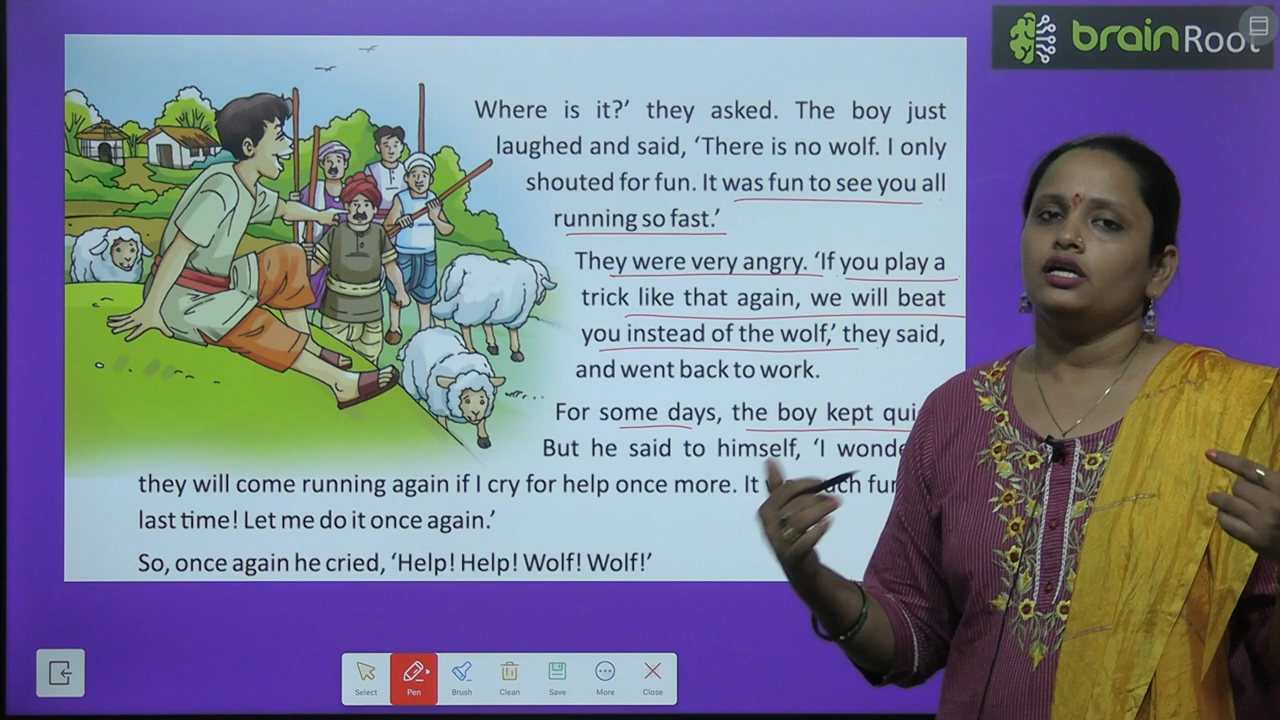 brainRoot
Where is it?’ they asked. The boy just
laughed and said, ‘There is no wolf. I only
shouted for fun. It was fun to see you all
running so fast.’
They were very angry. ‘If you play a
trick like that again, we will beat
you instead of the wolf,’ they said,
and went back to work.
For some days, the boy kept
But he said to himself, ‘I
they will come running again if I cry for help once more. It
last time! Let me do it once again.’
So, once again he cried, ‘Help! Help! Wolf! Wolf!’
Select Pen Brush Clean Save More Close